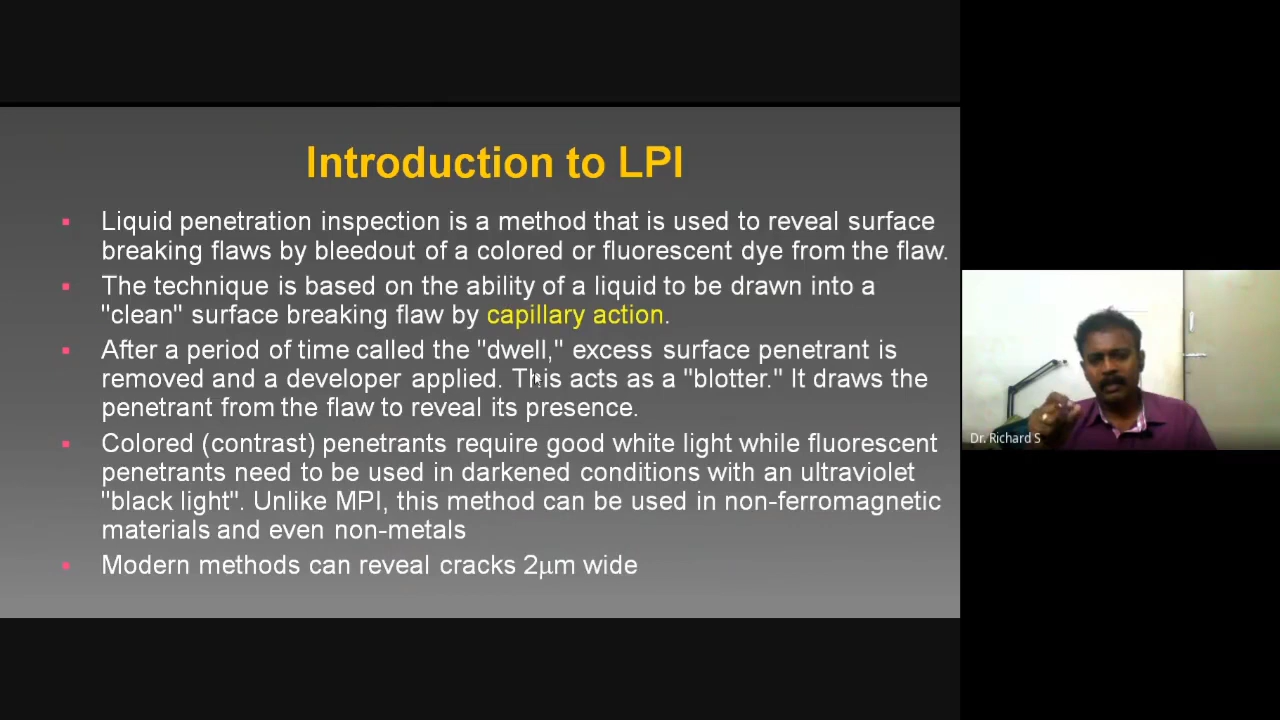 Introduction to LPI
▪ Liquid penetration inspection is a method that is used to reveal surface
breaking flaws by bleedout of a colored or fluorescent dye from the flaw.
▪ The technique is based on the ability of a liquid to be drawn into a
"clean" surface breaking flaw by capillary action.
▪ After a period of time called the "dwell," excess surface penetrant is
removed and a developer applied. This acts as a "blotter." It draws the
penetrant from the flaw to reveal its presence.
▪ Colored (contrast) penetrants require good white light while fluorescent
penetrants need to be used in darkened conditions with an ultraviolet
"black light". Unlike MPI, this method can be used in non-ferromagnetic
materials and even non-metals
▪ Modern methods can reveal cracks 2μm wide
Dr. Richard S